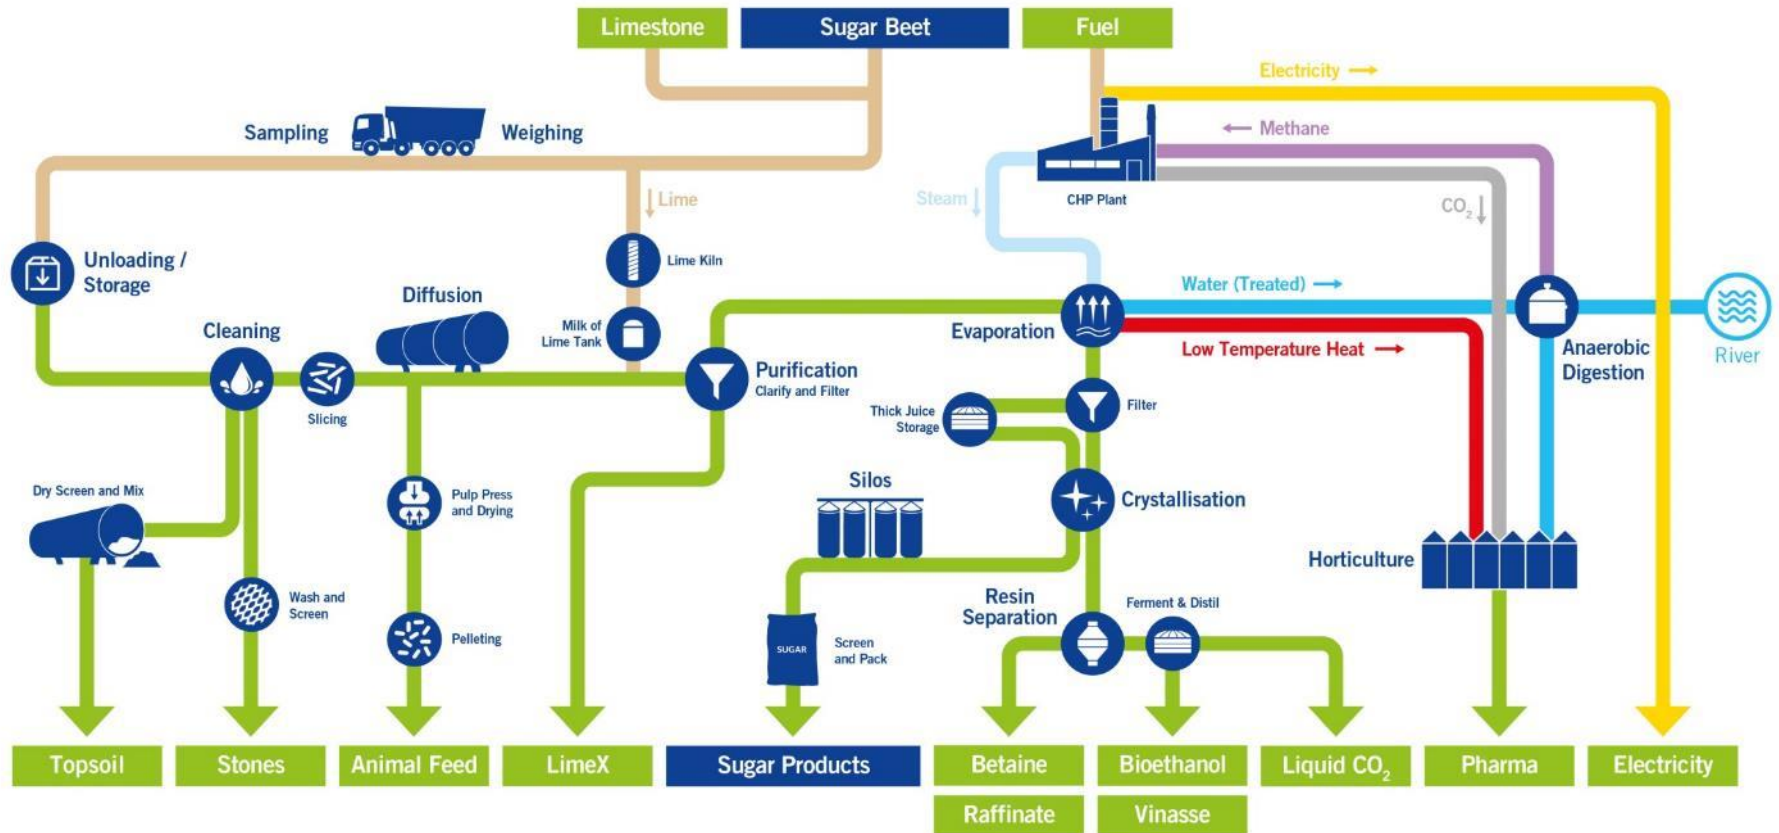 Limestone
Sugar Beet
Fuel
Electricity
Sampling
Weighing
Methane
Lime
Steam
CHP Plant
CO₂
Unloading /
Storage
Lime Kiln
Diffusion
Water (Treated)
Cleaning
Milk of
Lime Tank
Evaporation
Low Temperature Heat
Anaerobic
Digestion
River
Purification
Clarify and Filter
Slicing
Thick Juice
Storage
Filter
Dry Screen and Mix
Pulp Press
and Drying
Silos
Crystallisation
Horticulture
Wash and
Screen
Resin
Separation
Ferment & Distil
Pelleting
SUGAR
Screen
and Pack
Topsoil
Stones
Animal Feed
LimeX
Sugar Products
Betaine
Bioethanol
Liquid CO₂
Pharma
Electricity
Raffinate
Vinasse